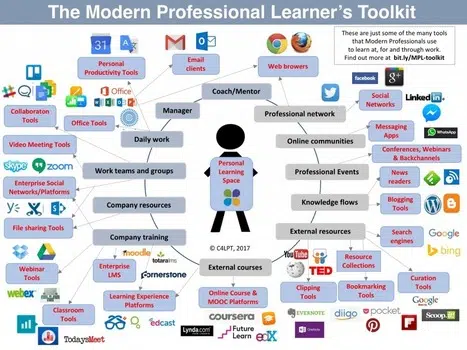 The Modern Professional Learner's Toolkit
These are just some of the many tools
that Modern Professionals use
to learn at, for and through work.
Find out more at bit.ly/MPL-toolkit
31
Personal
Productivity Tools
Email
clients
Web browers
Coach/Mentor
facebook
g+
Social
Networks
LinkedIn
Office
Office Tools
Manager
Professional network
Collaboraton
Tools
Daily work
Online communities
Messaging
Apps
WhatsApp
Video Meeting Tools
skype
zoom
Work teams and groups
Personal
Learning
Space
Professional Events
Conferences, Webinars
& Backchannels
Enterprise Social
Networks/Platforms
Company resources
Knowledge flows
News
readers
Blogging
Tools
File sharing Tools
Company training
© C4LPT, 2017
External resources
Search
engines
Google
bing
Webinar
Tools
moodle
totaralms
Enterprise
LMS
cornerstone
External courses
YouTube
TED
Resource
Collections
webex
Learning Experience
Platforms
Online Course &
MOOC Platforms
Clipping
Tools
Bookmarking
Tools
Curation
Tools
Google
Classroom
Tools
TodaysMeet
edcast
Lynda.com
coursera
Future
Learn
edX
EVERNOTE
OneNote
diigo
Pocket
Scoop.it!